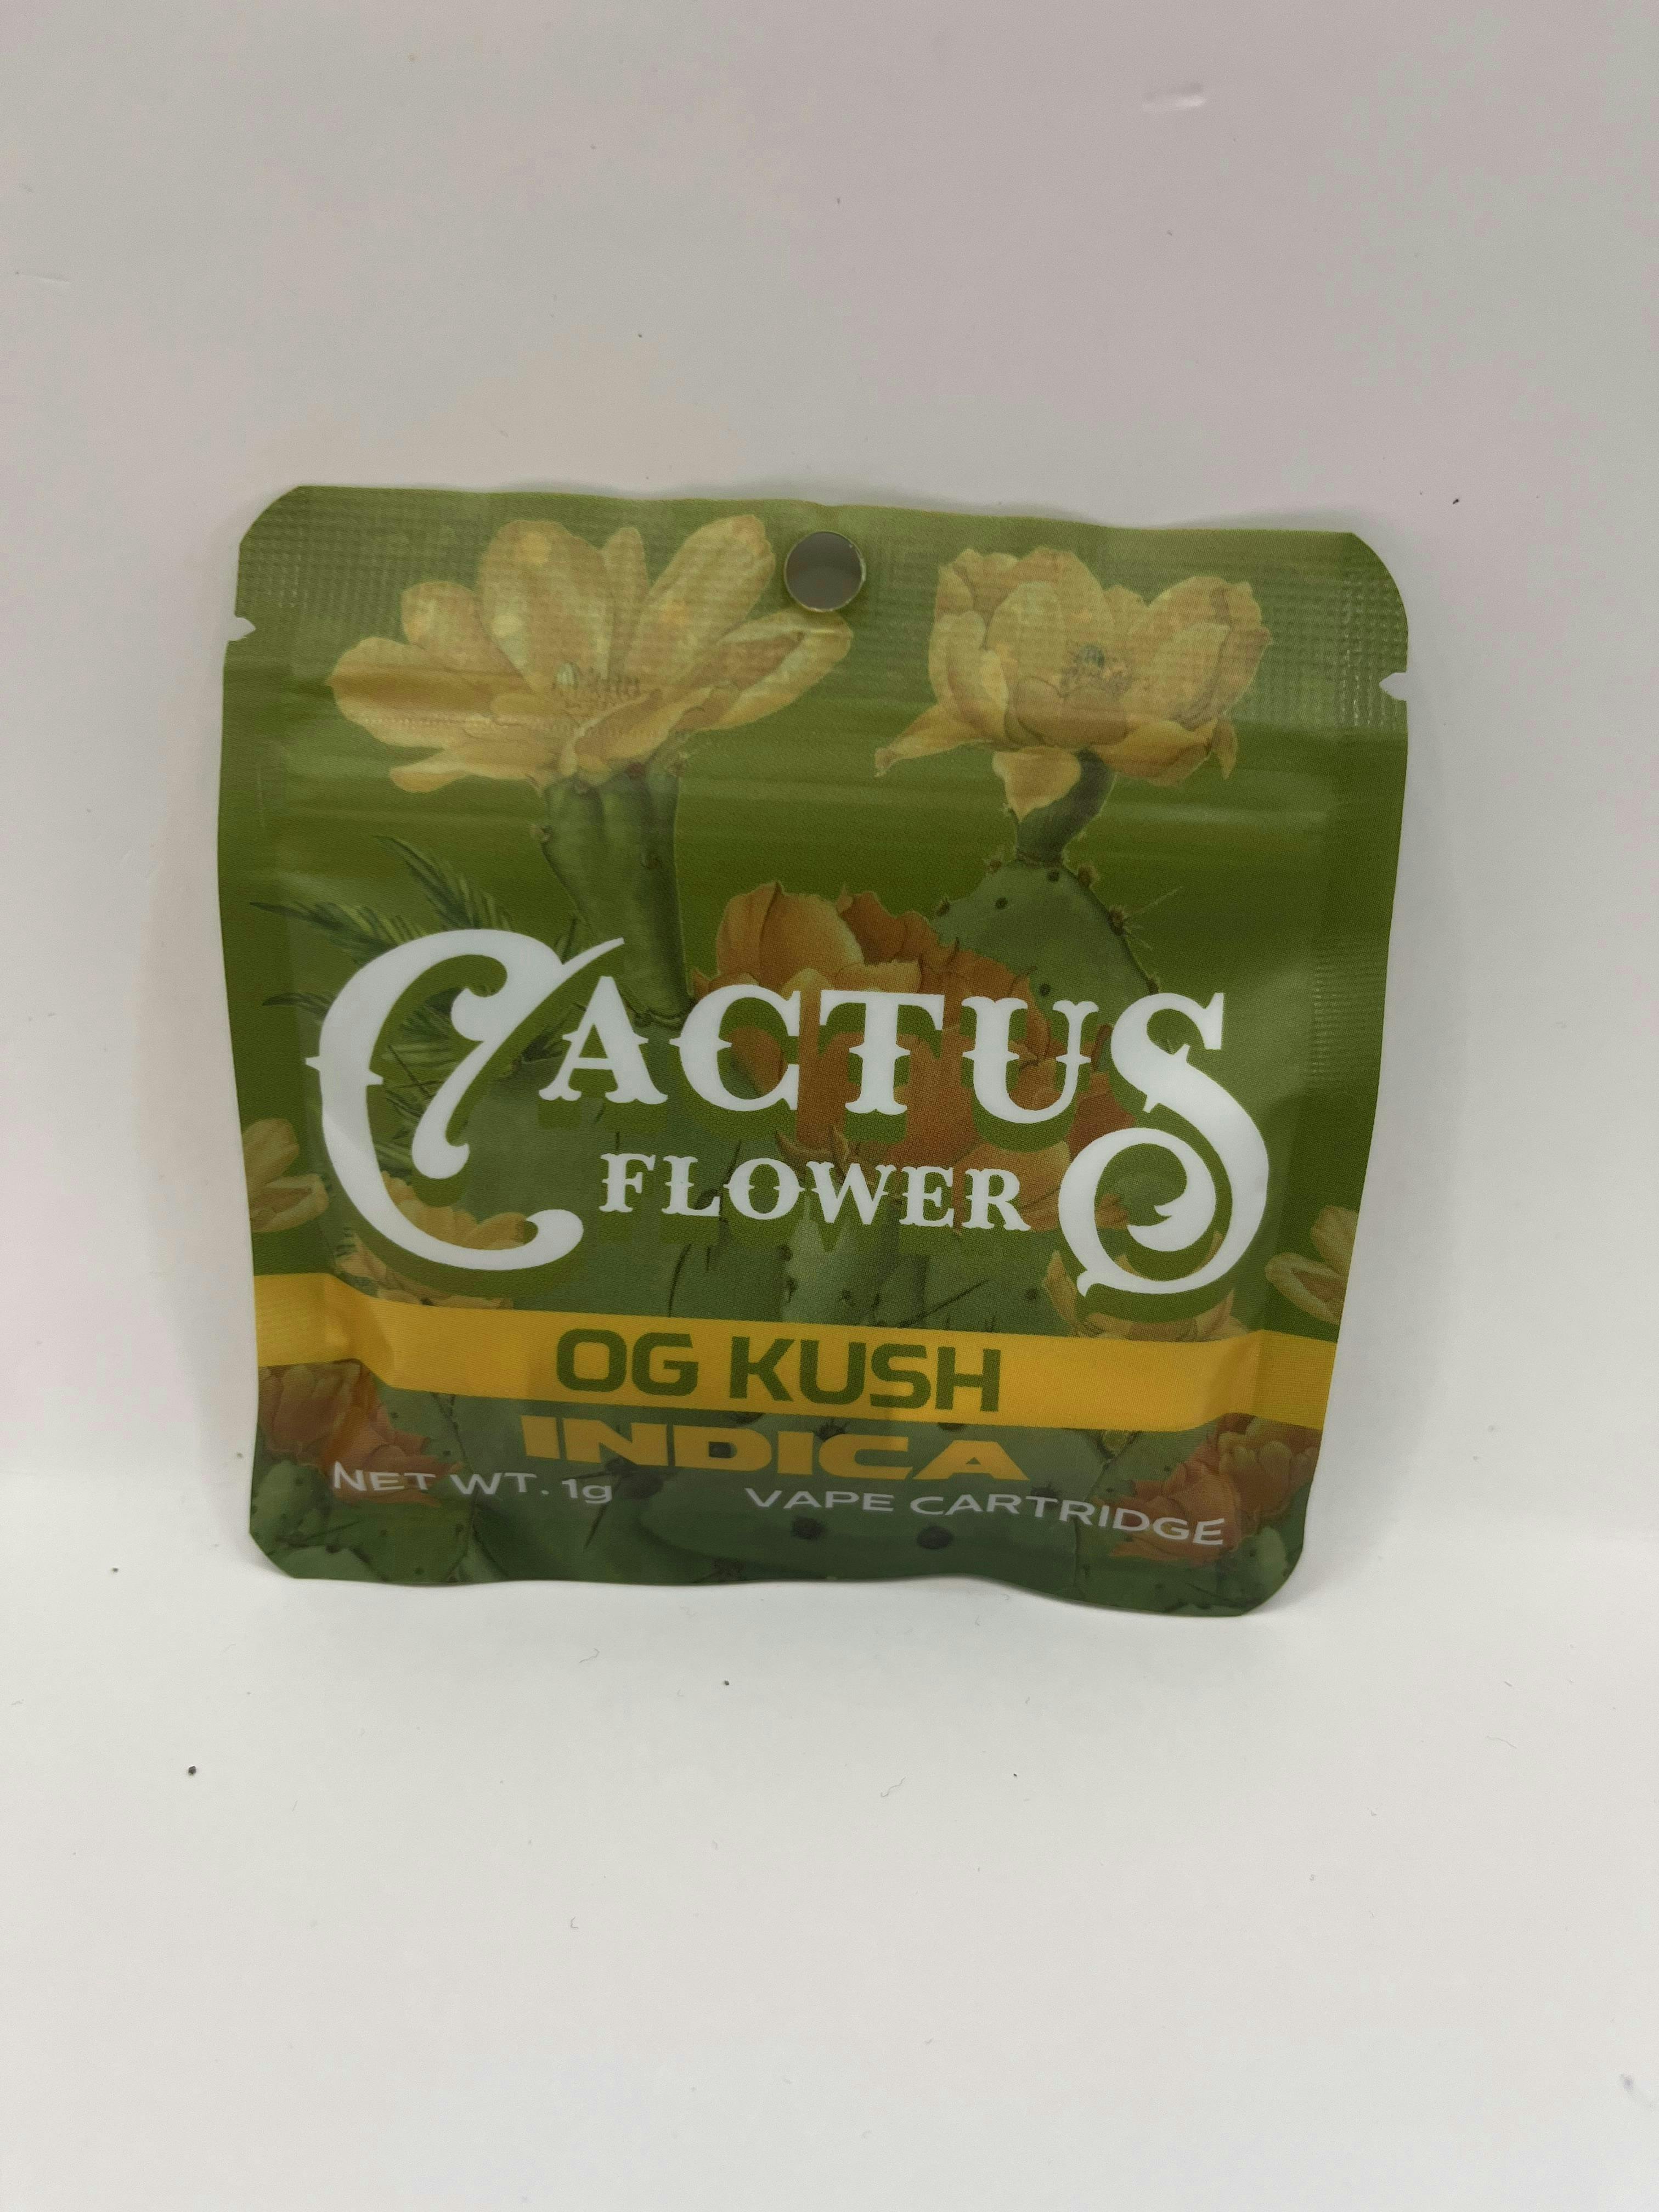 CACTUS
FLOWER
OG KUSH
INDICA
NET WT. 1g
VAPE CARTRIDGE